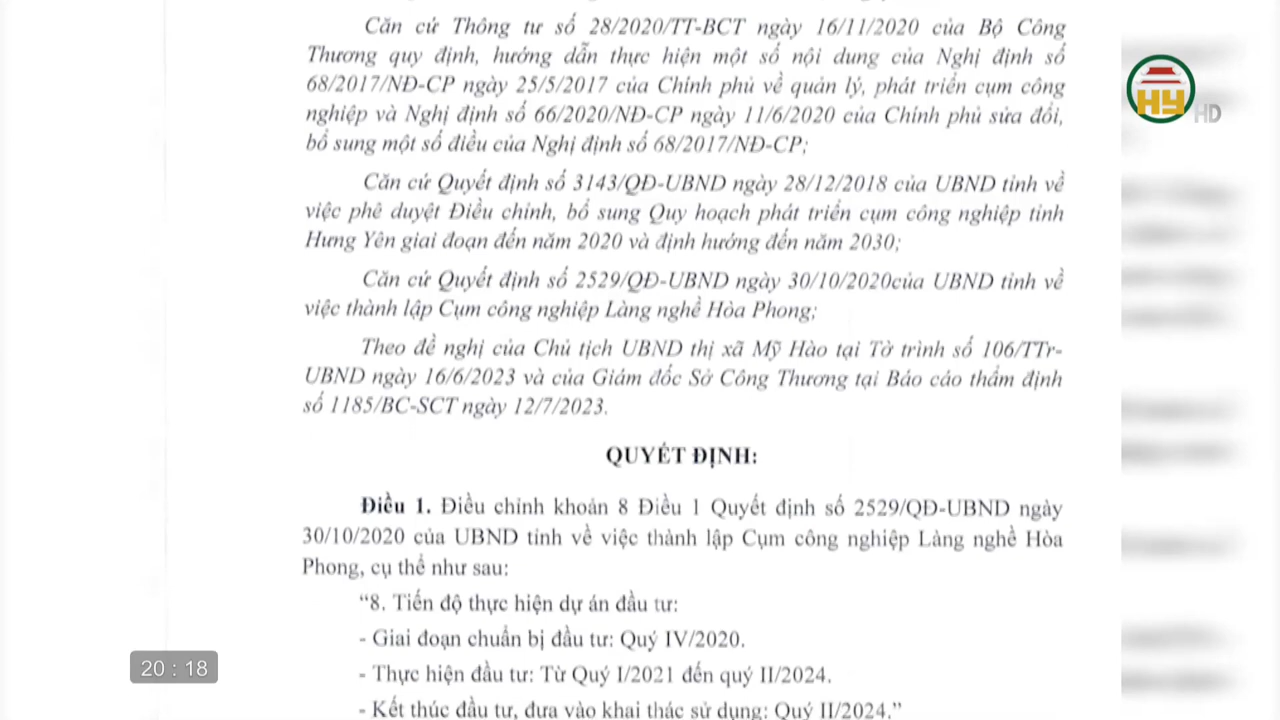 Căn cứ Thông tư số 28/2020/TT-BCT ngày 16/11/2020 của Bộ Công
Thương quy định, hướng dẫn thực hiện một số nội dung của Nghị định số
68/2017/NĐ-CP ngày 25/5/2017 của Chính phủ về quản lý, phát triển cụm công
nghiệp và Nghị định số 66/2020/NĐ-CP ngày 11/6/2020 của Chính phủ sửa đổi,
bổ sung một số điều của Nghị định số 68/2017/NĐ-CP;
Căn cứ Quyết định số 3143/QĐ-UBND ngày 28/12/2018 của UBND tỉnh về
việc phê duyệt Điều chỉnh, bổ sung Quy hoạch phát triển cụm công nghiệp tỉnh
Hưng Yên giai đoạn đến năm 2020 và định hướng đến năm 2030;
Căn cứ Quyết định số 2529/QĐ-UBND ngày 30/10/2020của UBND tỉnh về
việc thành lập Cụm công nghiệp Làng nghề Hòa Phong;
Theo đề nghị của Chủ tịch UBND thị xã Mỹ Hào tại Tờ trình số 106/TTr-
UBND ngày 16/6/2023 và của Giám đốc Sở Công Thương tại Báo cáo thẩm định
số 1185/BC-SCT ngày 12/7/2023.
QUYẾT ĐỊNH:
Điều 1. Điều chỉnh khoản 8 Điều 1 Quyết định số 2529/QĐ-UBND ngày
30/10/2020 của UBND tỉnh về việc thành lập Cụm công nghiệp Làng nghề Hòa
Phong, cụ thể như sau:
“8. Tiến độ thực hiện dự án đầu tư:
- Giai đoạn chuẩn bị đầu tư: Quý IV/2020.
- Thực hiện đầu tư: Từ Quý I/2021 đến quý II/2024.
- Kết thúc đầu tư, đưa vào khai thác sử dụng: Quý II/2024.”
HY HD
20 : 18